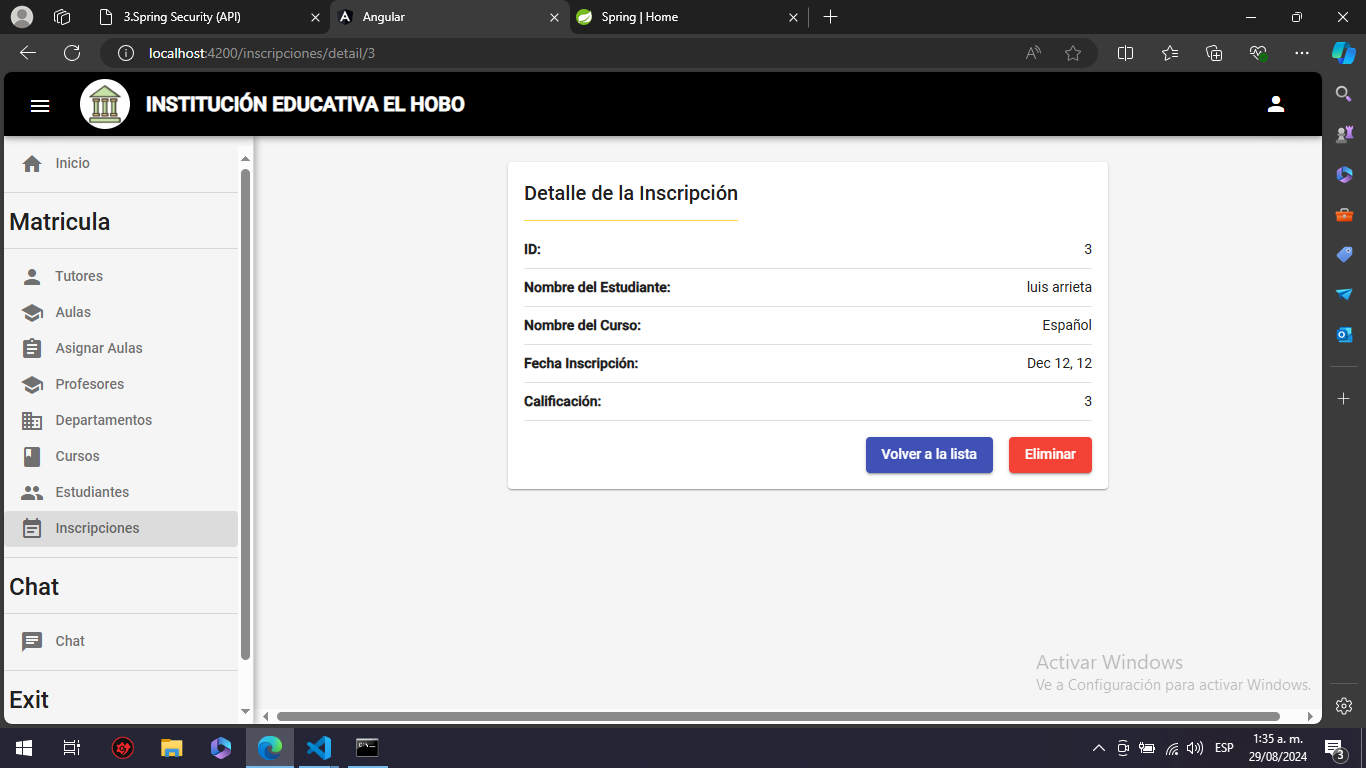 3.Spring Security (API)
Angular
Spring | Home
localhost:4200/inscripciones/detail/3
INSTITUCIÓN EDUCATIVA EL HOBO
Inicio
Matricula
Tutores
Aulas
Asignar Aulas
Profesores
Departamentos
Cursos
Estudiantes
Inscripciones
Chat
Chat
Exit
Detalle de la Inscripción
ID: 3
Nombre del Estudiante: luis arrieta
Nombre del Curso: Español
Fecha Inscripción: Dec 12, 12
Calificación: 3
Volver a la lista Eliminar
Activar Windows
Ve a Configuración para activar Windows.
ESP
1:35 a. m.
29/08/2024
3